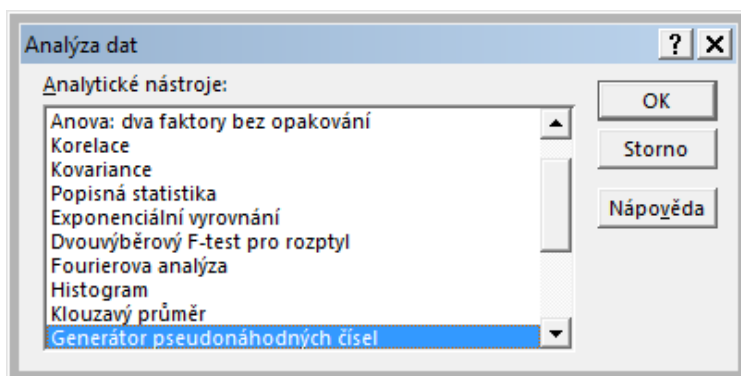 Analýza dat
Analytické nástroje:
Anova: dva faktory bez opakování
Korelace
Kovariance
Popisná statistika
Exponenciální vyrovnání
Dvouvýběrový F-test pro rozptyl
Fourierova analýza
Histogram
Klouzavý průměr
Generátor pseudonáhodných čísel
OK
Storno
Nápověda